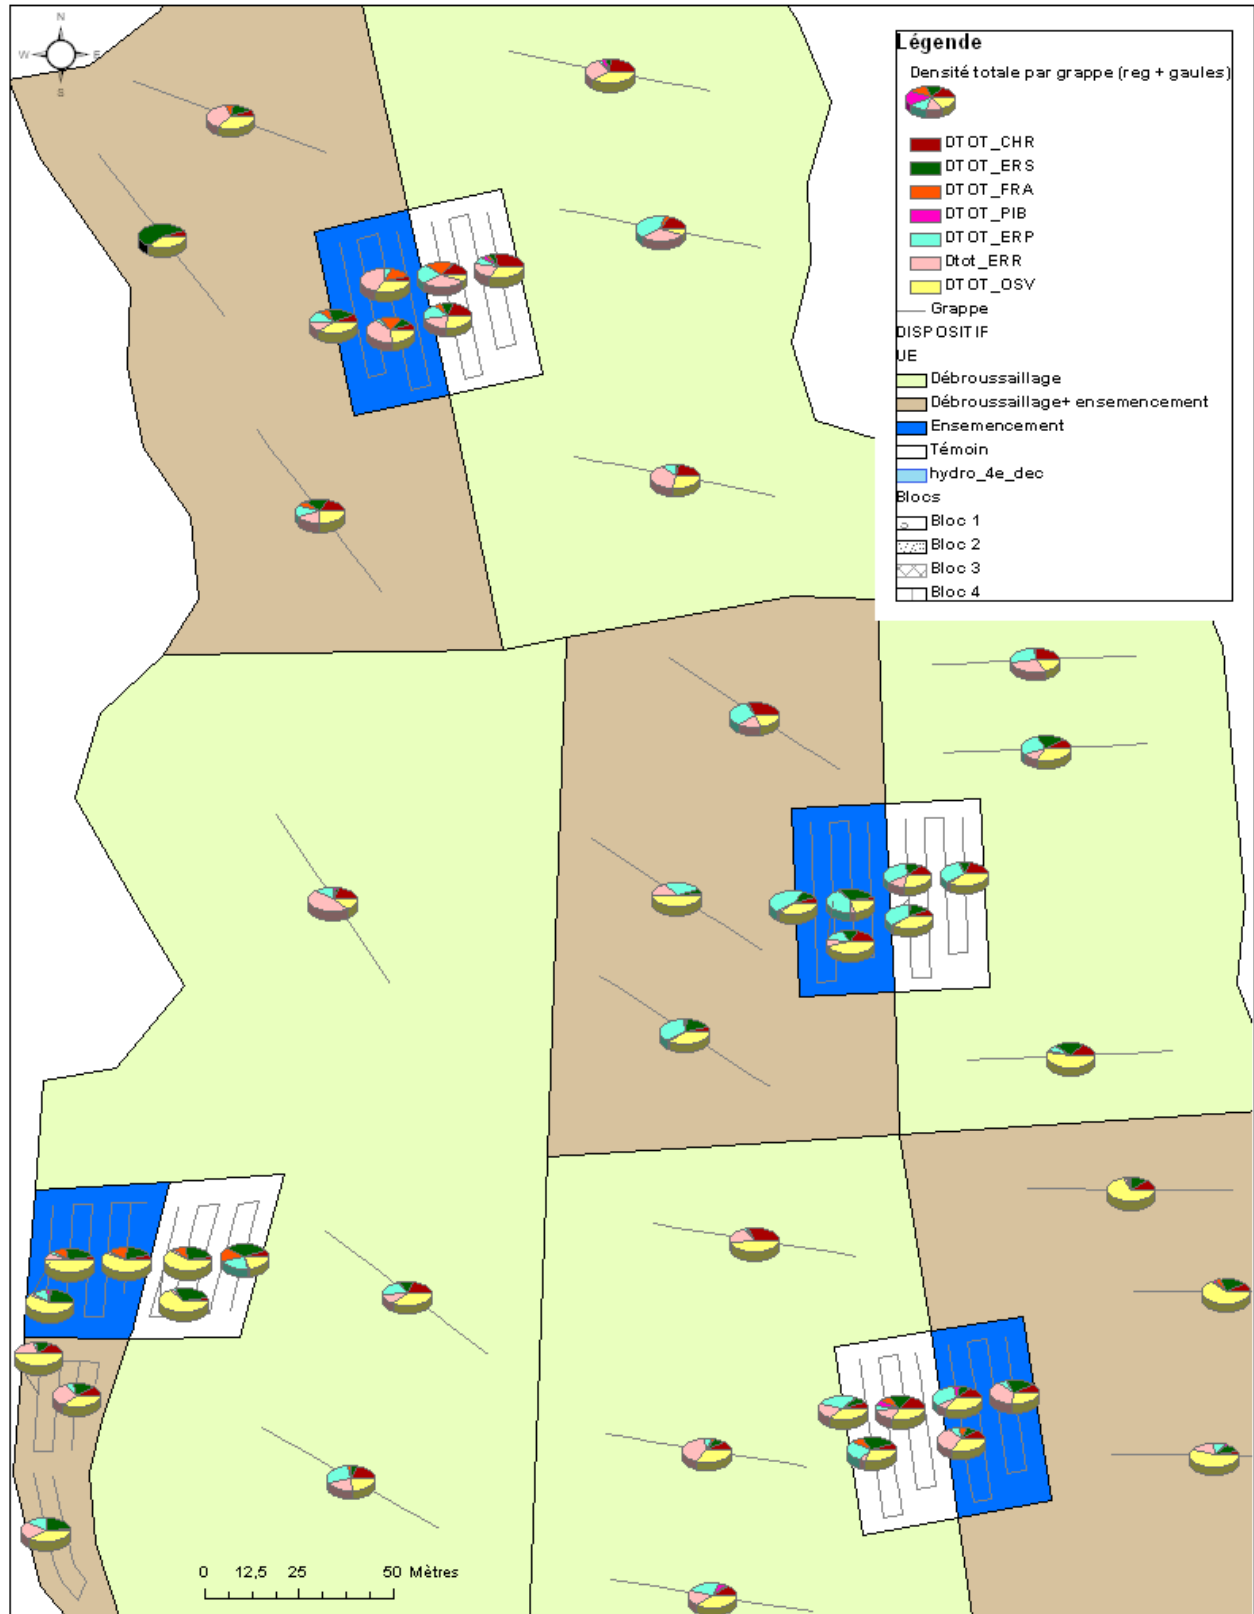 N
W E
S
Légende
Densité totale par grappe (reg + gaules)
DTOT_CHR
DTOT_ERS
DTOT_FRA
DTOT_PIB
DTOT_ERP
Dtot_ERR
DTOT_OSV
Grappe
DISPOSITIF
UE
Débroussaillage
Débroussaillage+ ensemencement
Ensemencement
Témoin
hydro_4e_dec
Blocs
Bloc 1
Bloc 2
Bloc 3
Bloc 4
0 12,5 25 50 Mètres